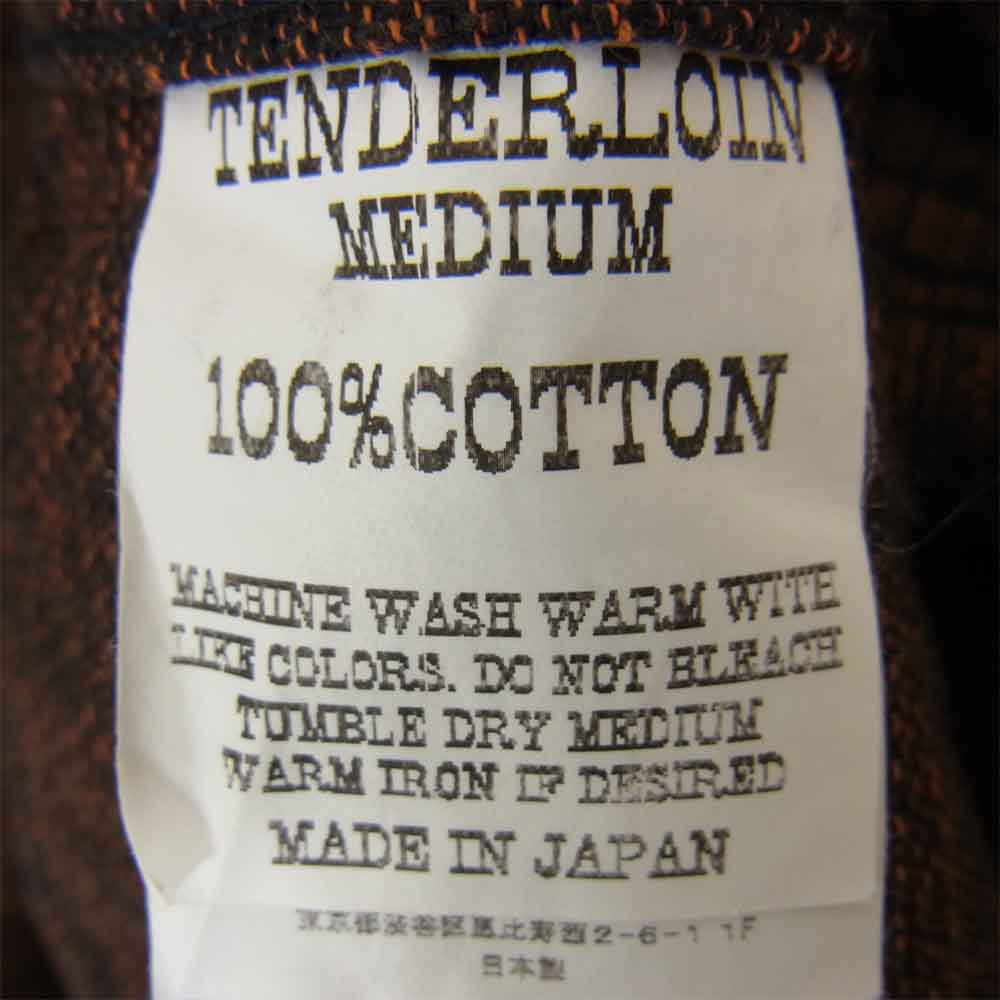 TENDERLOIN
MEDIUM
100%COTTON
MACHINE WASH WARM WITH
LIKE COLORS. DO NOT BLEACH
TUMBLE DRY MEDIUM
WARM IRON IF DESIRED
MADE IN JAPAN
東京都渋谷区恵比寿西2-6-1 1F
日本製